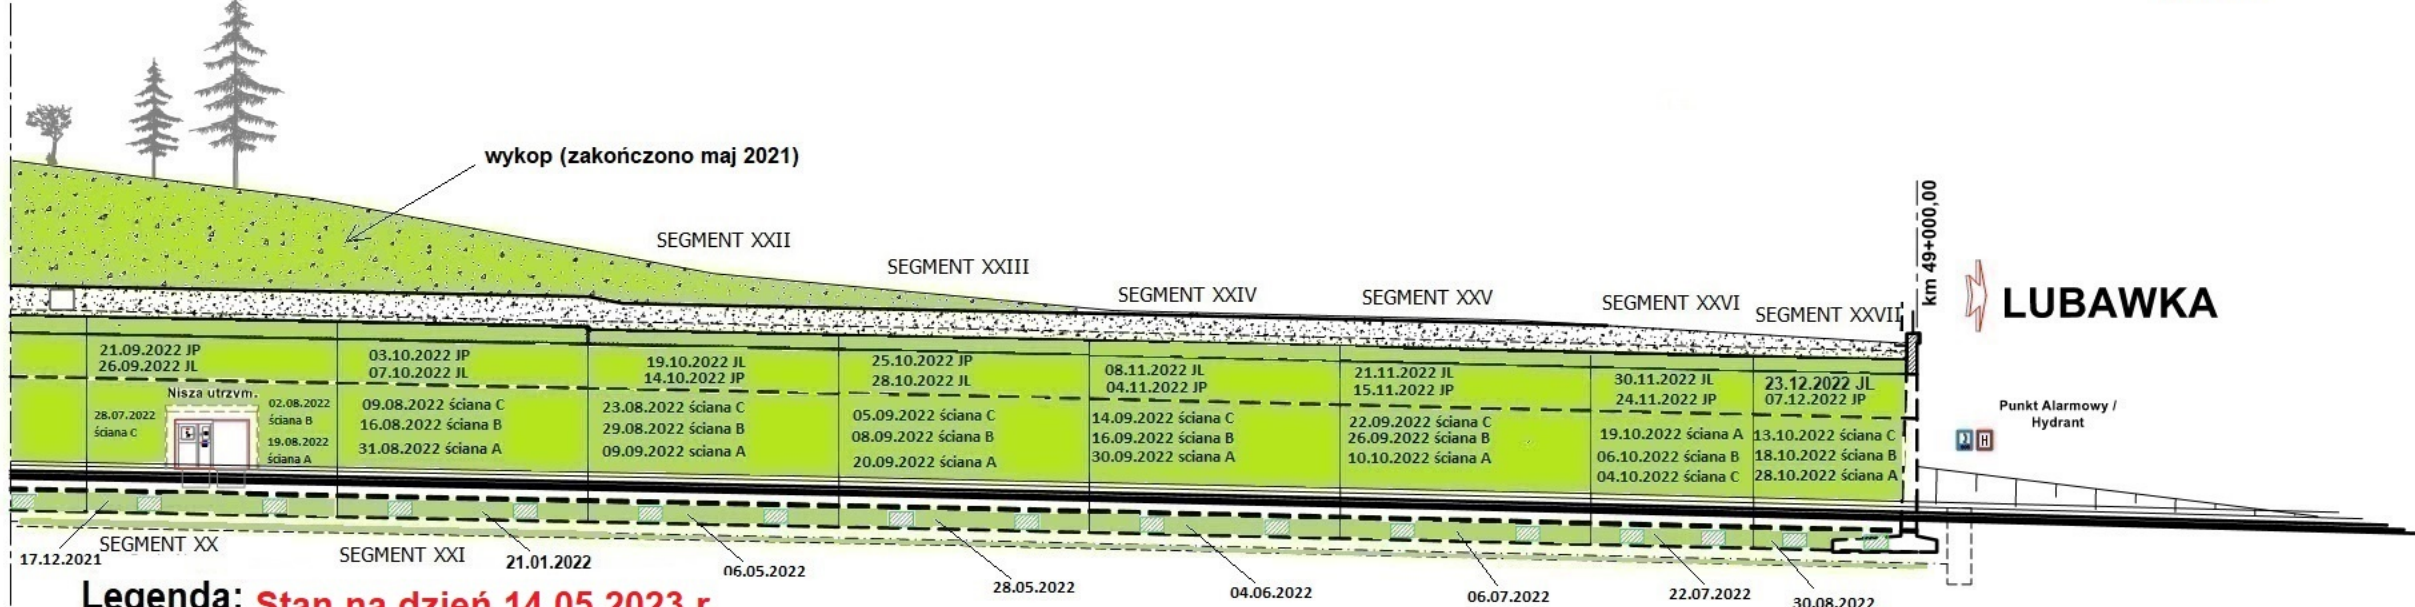 wykop (zakończono maj 2021)
SEGMENT XXII
SEGMENT XXIII
SEGMENT XXIV
SEGMENT XXV
SEGMENT XXVI
SEGMENT XXVII
km 49+000,00
LUBAWKA
21.09.2022 JP
26.09.2022 JL
Nisza utrzym.
28.07.2022
ściana C
02.08.2022
ściana B
19.08.2022
ściana A
03.10.2022 JP
07.10.2022 JL
09.08.2022 ściana C
16.08.2022 ściana B
31.08.2022 ściana A
19.10.2022 JL
14.10.2022 JP
23.08.2022 ściana C
29.08.2022 ściana B
09.09.2022 sciana A
25.10.2022 JP
28.10.2022 JL
05.09.2022 ściana C
08.09.2022 ściana B
20.09.2022 ściana A
08.11.2022 JL
04.11.2022 JP
14.09.2022 ściana C
16.09.2022 ściana B
30.09.2022 sciana A
21.11.2022 JL
15.11.2022 JP
22.09.2022 ściana C
26.09.2022 ściana B
10.10.2022 ściana A
30.11.2022 JL
24.11.2022 JP
19.10.2022 ściana A
06.10.2022 ściana B
04.10.2022 ściana C
23.12.2022 JL
07.12.2022 JP
13.10.2022 ściana C
18.10.2022 ściana B
28.10.2022 ściana A
Punkt Alarmowy /
Hydrant
H
17.12.2021
SEGMENT XX
SEGMENT XXI
21.01.2022
06.05.2022
28.05.2022
04.06.2022
06.07.2022
22.07.2022
30.08.2022
Legenda: Stan na dzień 14.05.2023 r